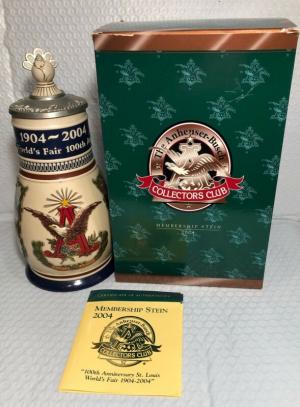 1904~2004
World's Fair 100th
The Anheuser-Busch
COLLECTORS CLUB
MEMBERSHIP STEIN
2004
CERTIFICATE OF AUTHENTICITY
MEMBERSHIP STEIN
2004
COLLECTORS CLUB
"100th Anniversary St. Louis
World's Fair 1904-2004"